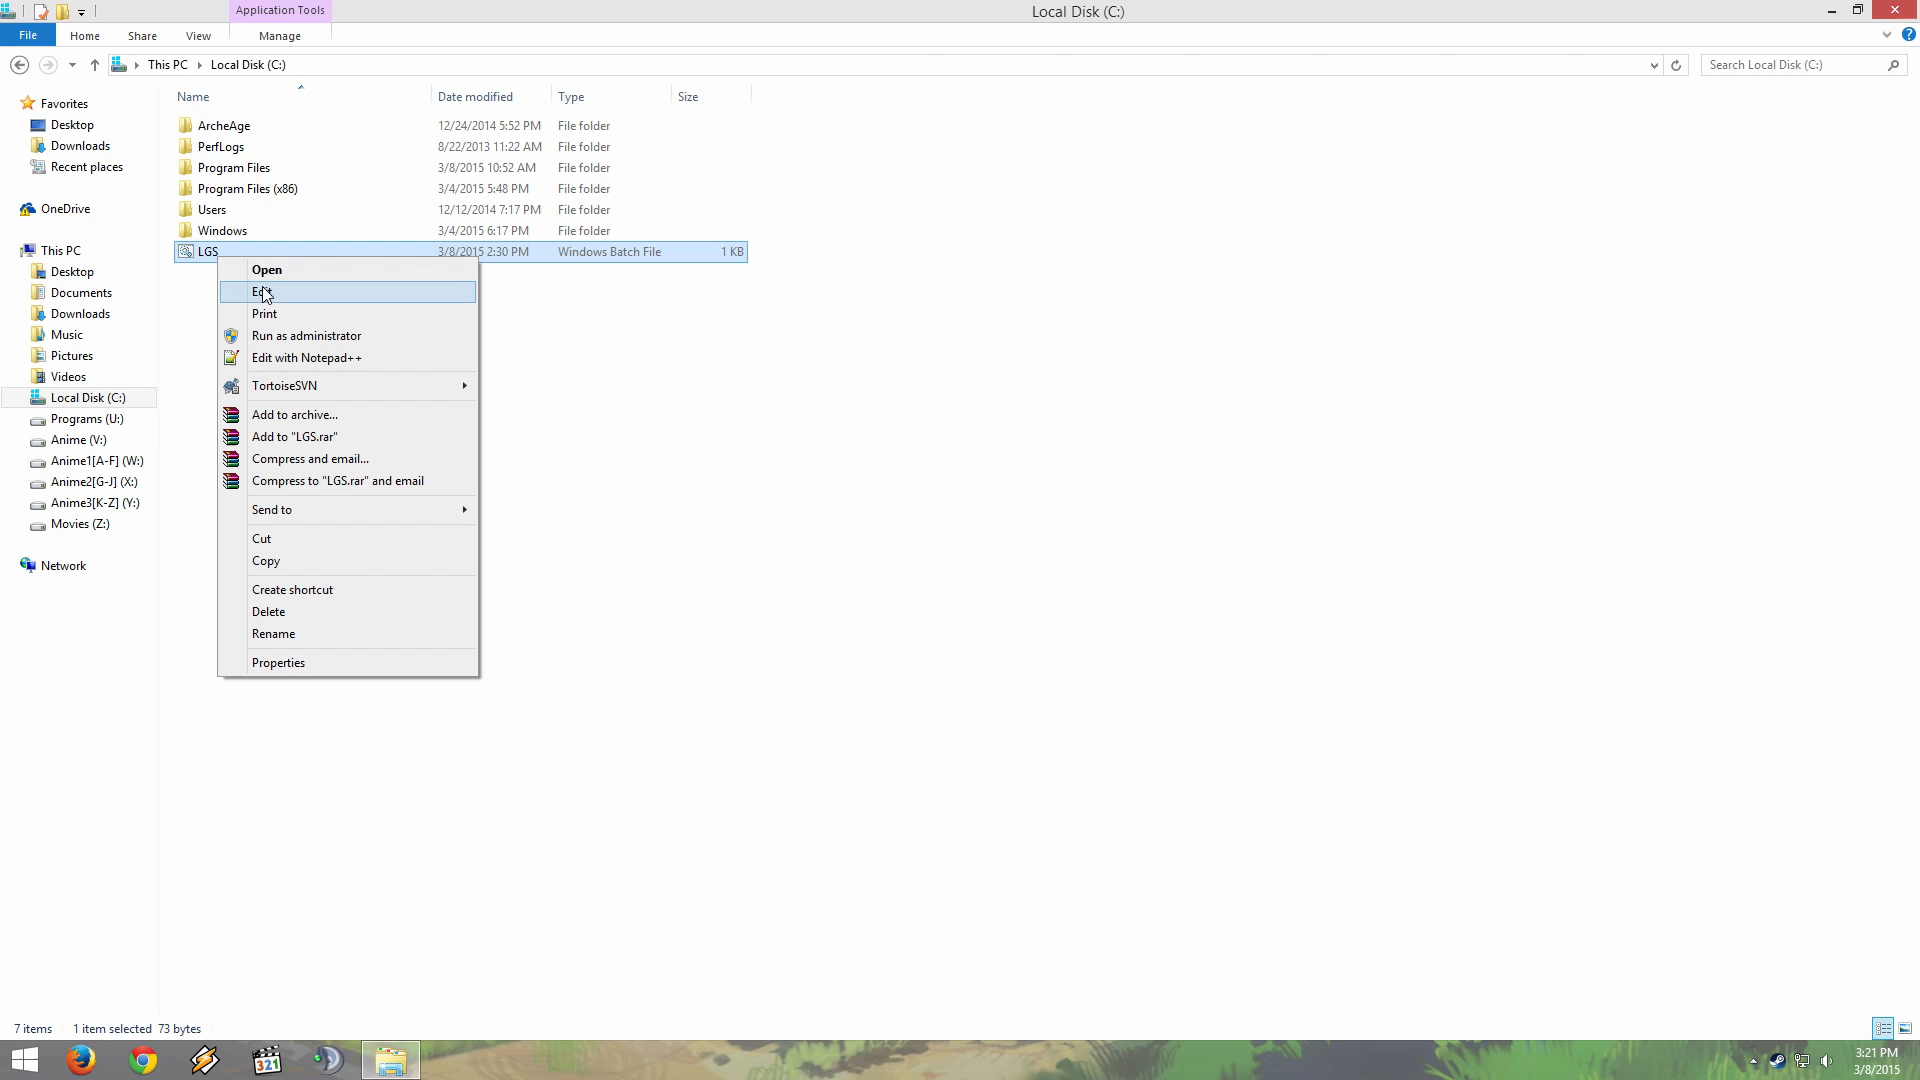 Application Tools
Local Disk (C:)
File Home Share View Manage
This PC Local Disk (C:)
Search Local Disk (C:)
Name Date modified Type Size
Favorites
Desktop
Downloads
Recent places
OneDrive
This PC
Desktop
Documents
Downloads
Music
Pictures
Videos
Local Disk (C:)
Programs (U:)
Anime (V:)
Anime1[A-F] (W:)
Anime2[G-J] (X:)
Anime3[K-Z] (Y:)
Movies (Z:)
Network
ArcheAge 12/24/2014 5:52 PM File folder
PerfLogs 8/22/2013 11:22 AM File folder
Program Files 3/8/2015 10:52 AM File folder
Program Files (x86) 3/4/2015 5:48 PM File folder
Users 12/12/2014 7:17 PM File folder
Windows 3/4/2015 6:17 PM File folder
LGS 3/8/2015 2:30 PM Windows Batch File 1 KB
Open
Edit
Print
Run as administrator
Edit with Notepad++
TortoiseSVN
Add to archive...
Add to "LGS.rar"
Compress and email...
Compress to "LGS.rar" and email
Send to
Cut
Copy
Create shortcut
Delete
Rename
Properties
7 items 1 item selected 73 bytes
321
3:21 PM
3/8/2015